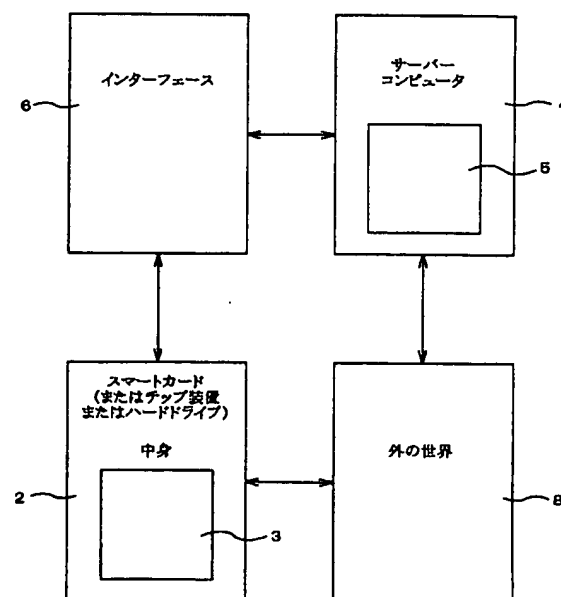 インターフェース
サーバー
コンピュータ
6
5
スマートカード
(またはチップ装優
またはハードドライブ)
中身
外の世界
2
3
8